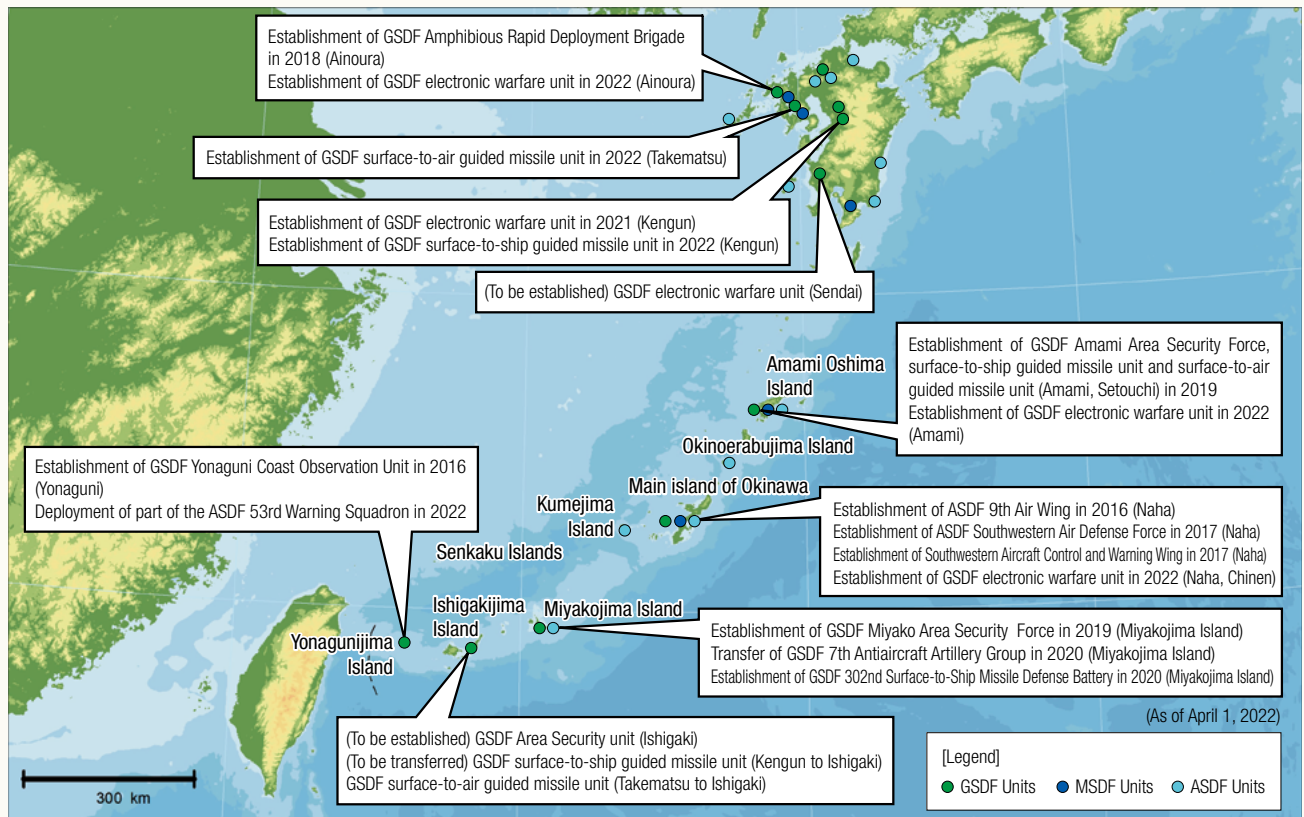 Establishment of GSDF Amphibious Rapid Deployment Brigade
in 2018 (Ainoura)
Establishment of GSDF electronic warfare unit in 2022 (Ainoura)
Establishment of GSDF surface-to-air guided missile unit in 2022 (Takematsu)
Establishment of GSDF electronic warfare unit in 2021 (Kengun)
Establishment of GSDF surface-to-ship guided missile unit in 2022 (Kengun)
(To be established) GSDF electronic warfare unit (Sendai)
Establishment of GSDF Amami Area Security Force,
surface-to-ship guided missile unit and surface-to-air
guided missile unit (Amami, Setouchi) in 2019
Establishment of GSDF electronic warfare unit in 2022
(Amami)
Amami Oshima
Island
Okinoerabujima Island
Main island of Okinawa
Kumejima
Island
Senkaku Islands
Establishment of GSDF Yonaguni Coast Observation Unit in 2016
(Yonaguni)
Deployment of part of the ASDF 53rd Warning Squadron in 2022
Establishment of ASDF 9th Air Wing in 2016 (Naha)
Establishment of ASDF Southwestern Air Defense Force in 2017 (Naha)
Establishment of Southwestern Aircraft Control and Warning Wing in 2017 (Naha)
Establishment of GSDF electronic warfare unit in 2022 (Naha, Chinen)
Ishigakijima
Island
Miyakojima Island
Yonagunijima
Island
Establishment of GSDF Miyako Area Security Force in 2019 (Miyakojima Island)
Transfer of GSDF 7th Antiaircraft Artillery Group in 2020 (Miyakojima Island)
Establishment of GSDF 302nd Surface-to-Ship Missile Defense Battery in 2020 (Miyakojima Island)
(To be established) GSDF Area Security unit (Ishigaki)
(To be transferred) GSDF surface-to-ship guided missile unit (Kengun to Ishigaki)
GSDF surface-to-air guided missile unit (Takematsu to Ishigaki)
(As of April 1, 2022)
[Legend]
GSDF Units MSDF Units ASDF Units
300 km